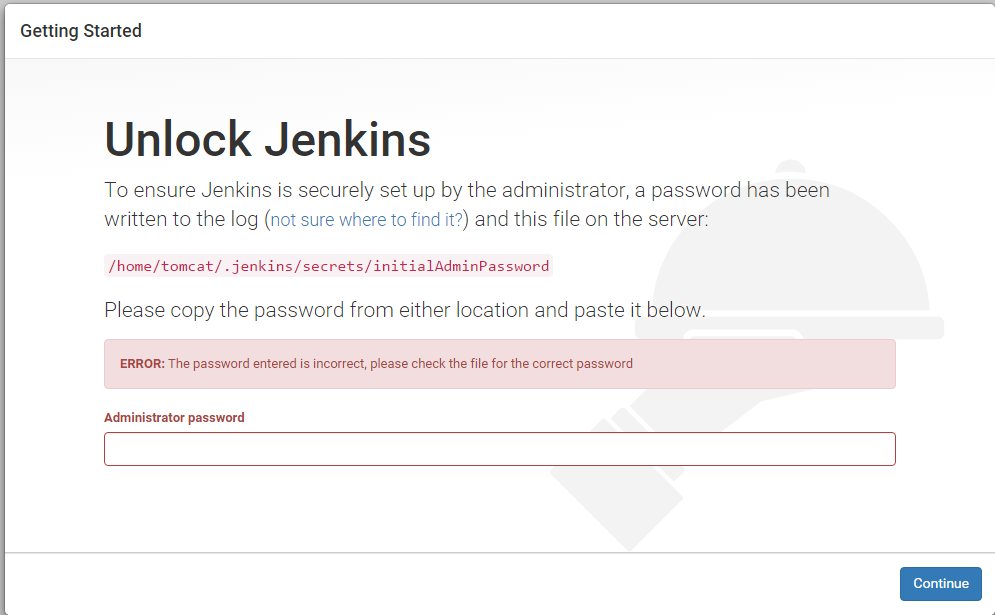 Getting Started
Unlock Jenkins
To ensure Jenkins is securely set up by the administrator, a password has been
written to the log (not sure where to find it?) and this file on the server:
/home/tomcat/.jenkins/secrets/initialAdminPassword
Please copy the password from either location and paste it below.
ERROR: The password entered is incorrect, please check the file for the correct password
Administrator password
Continue